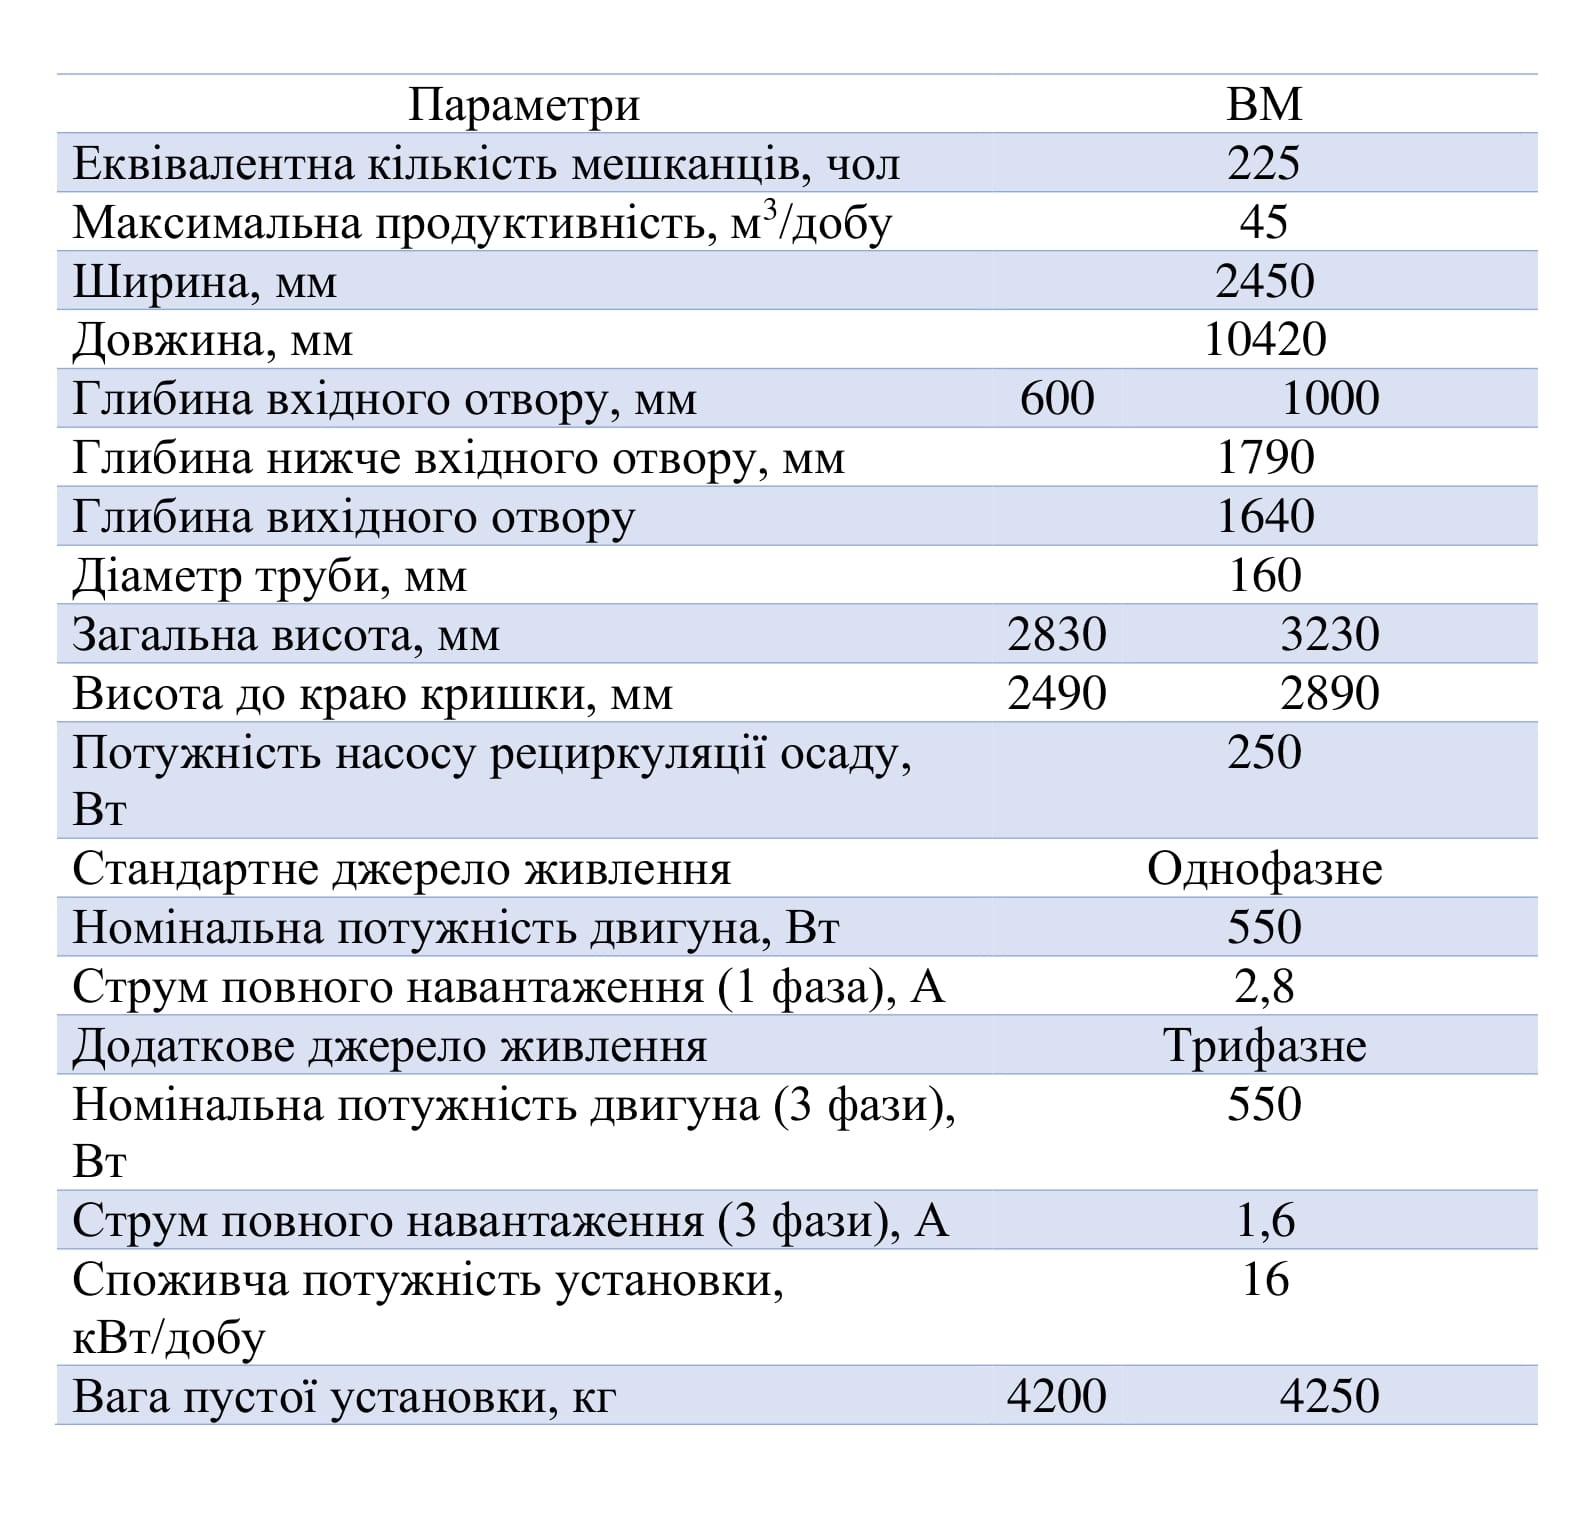 Параметри ВМ
Еквівалентна кількість мешканців, чол 225
Максимальна продуктивність, м³/добу 45
Ширина, мм 2450
Довжина, мм 10420
Глибина вхідного отвору, мм 600 1000
Глибина нижче вхідного отвору, мм 1790
Глибина вихідного отвору 1640
Діаметр труби, мм 160
Загальна висота, мм 2830 3230
Висота до краю кришки, мм 2490 2890
Потужність насосу рециркуляції осаду, 250
Вт
Стандартне джерело живлення Однофазне
Номінальна потужність двигуна, Вт 550
Струм повного навантаження (1 фаза), А 2,8
Додаткове джерело живлення Трифазне
Номінальна потужність двигуна (3 фази), 550
Вт
Струм повного навантаження (3 фази), А 1,6
Споживча потужність установки, 16
кВт/добу
Вага пустої установки, кг 4200 4250